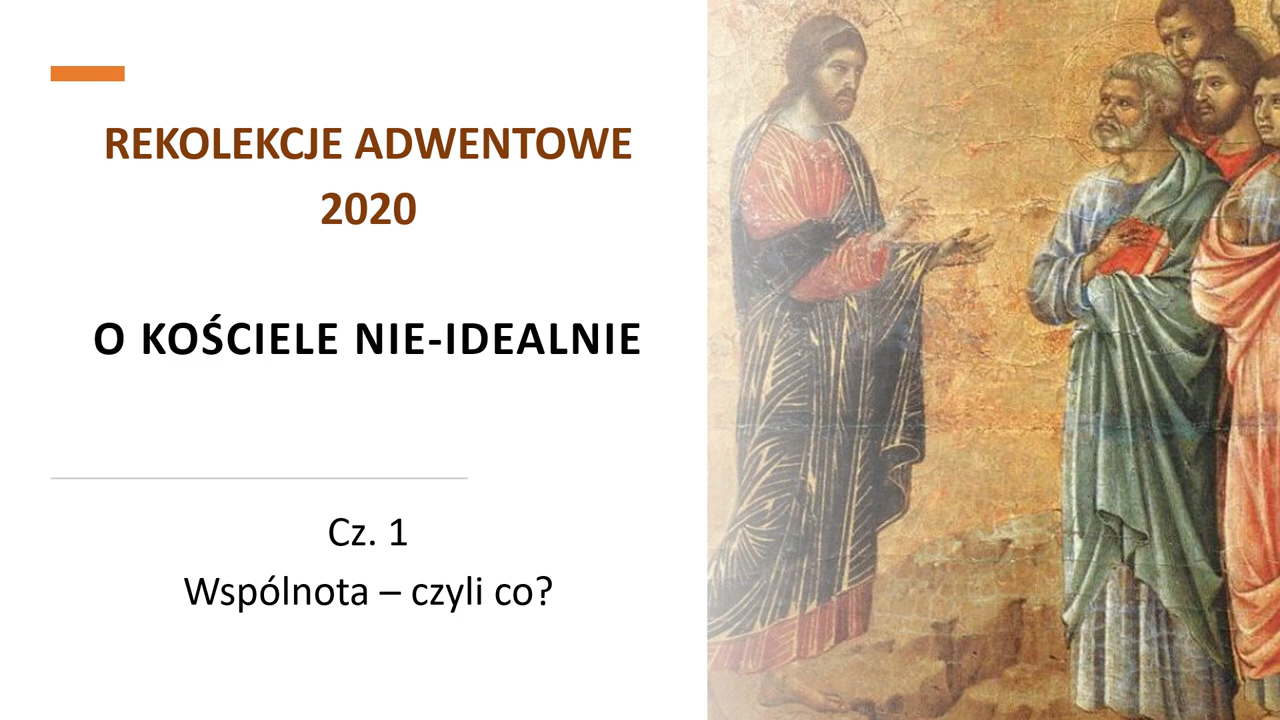 REKOLEKCJE ADWENTOWE
2020
O KOŚCIELE NIE-IDEALNIE
Cz. 1
Wspólnota – czyli co?